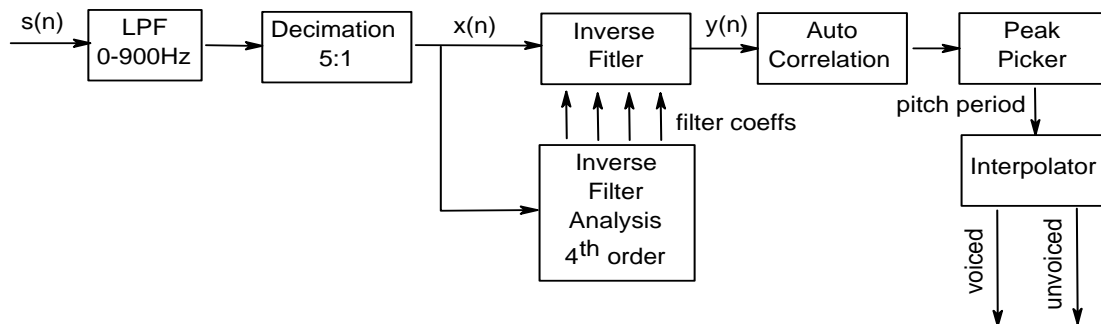 s(n)
LPF
0-900Hz
Decimation
5:1
x(n)
Inverse
Fitler
y(n)
Auto
Correlation
Peak
Picker
filter coeffs
pitch period
Inverse
Filter
Analysis
4th order
Interpolator
voiced
unvoiced